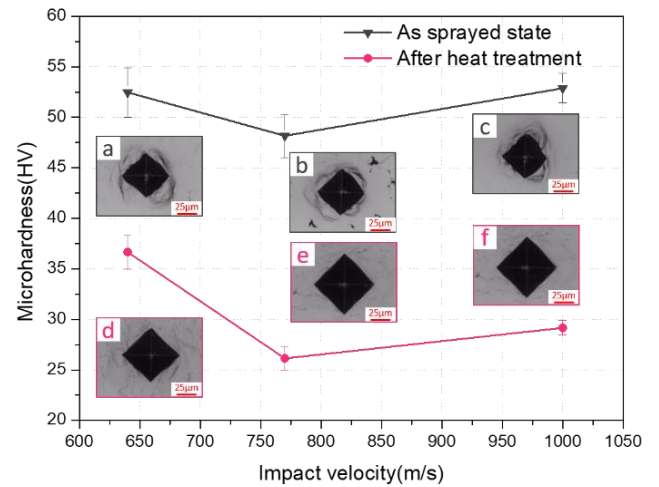 60
55
50
45
40
35
30
25
20
Microhardness(HV)
As sprayed state
After heat treatment
a
25μm
b
25μm
c
25μm
d
25μm
e
25μm
f
25μm
600 650 700 750 800 850 900 950 1000 1050
Impact velocity(m/s)